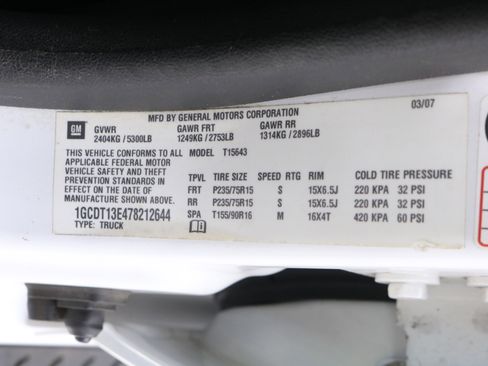 MFD BY GENERAL MOTORS CORPORATION 03/07
GM GVWR GAWR FRT GAWR RR
2404KG / 5300LB 1249KG / 2753LB 1314KG / 2896LB
THIS VEHICLE CONFORMS TO ALL MODEL T15643
APPLICABLE FEDERAL MOTOR
VEHICLE SAFETY AND THEFT
PREVENTION STANDARDS IN
EFFECT ON THE DATE OF
MANUFACTURE SHOWN ABOVE.
1GCDT13E478212644
TYPE: TRUCK
TPVL TIRE SIZE SPEED RTG RIM COLD TIRE PRESSURE
FRT P235/75R15 S 15X6.5J 220 KPA 32 PSI
RR P235/75R15 S 15X6.5J 220 KPA 32 PSI
SPA T155/90R16 M 16X4T 420 KPA 60 PSI